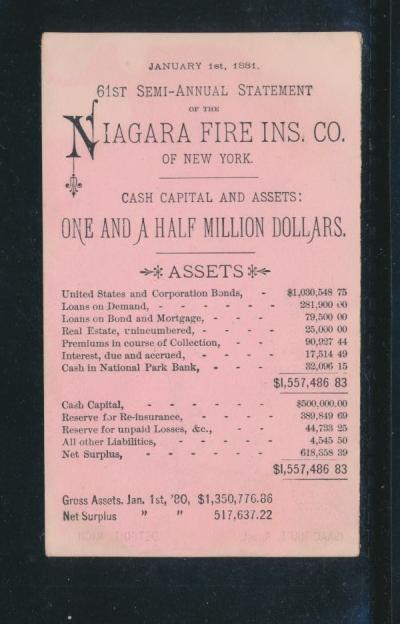 JANUARY 1st, 1881.
61ST SEMI-ANNUAL STATEMENT
OF THE
NIAGARA FIRE INS. CO.
OF NEW YORK.
CASH CAPITAL AND ASSETS:
ONE AND A HALF MILLION DOLLARS.
ASSETS
United States and Corporation Bonds, - - $1,030,548 75
Loans on Demand, - - - - - - 281,900 00
Loans on Bond and Mortgage, - - - - 79,500 00
Real Estate, unincumbered, - - - - 25,000 00
Premiums in course of Collection, - - - 90,927 44
Interest, due and accrued, - - - - 17,514 49
Cash in National Park Bank, - - - 32,096 15
$1,557,486 83
Cash Capital, - - - - - - $500,000.00
Reserve for Re-insurance, - - - - 389,849 69
Reserve for unpaid Losses, &c., - - - 44,733 25
All other Liabilities, - - - - - 4,545 50
Net Surplus, - - - - - - 618,358 39
$1,557,486 83
Gross Assets. Jan. 1st, '80, $1,350,776.86
Net Surplus " " 517,637.22